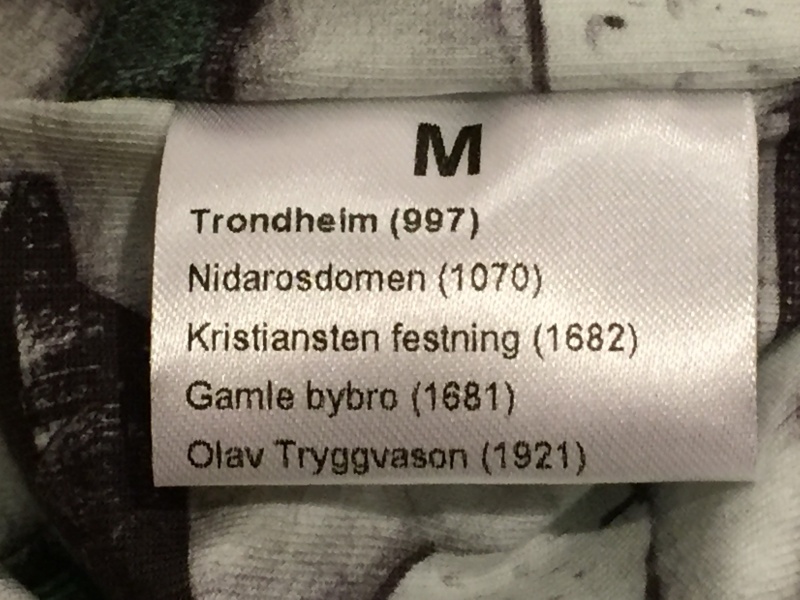 M
Trondheim (997)
Nidarosdomen (1070)
Kristiansten festning (1682)
Gamle bybro (1681)
Olav Tryggvason (1921)